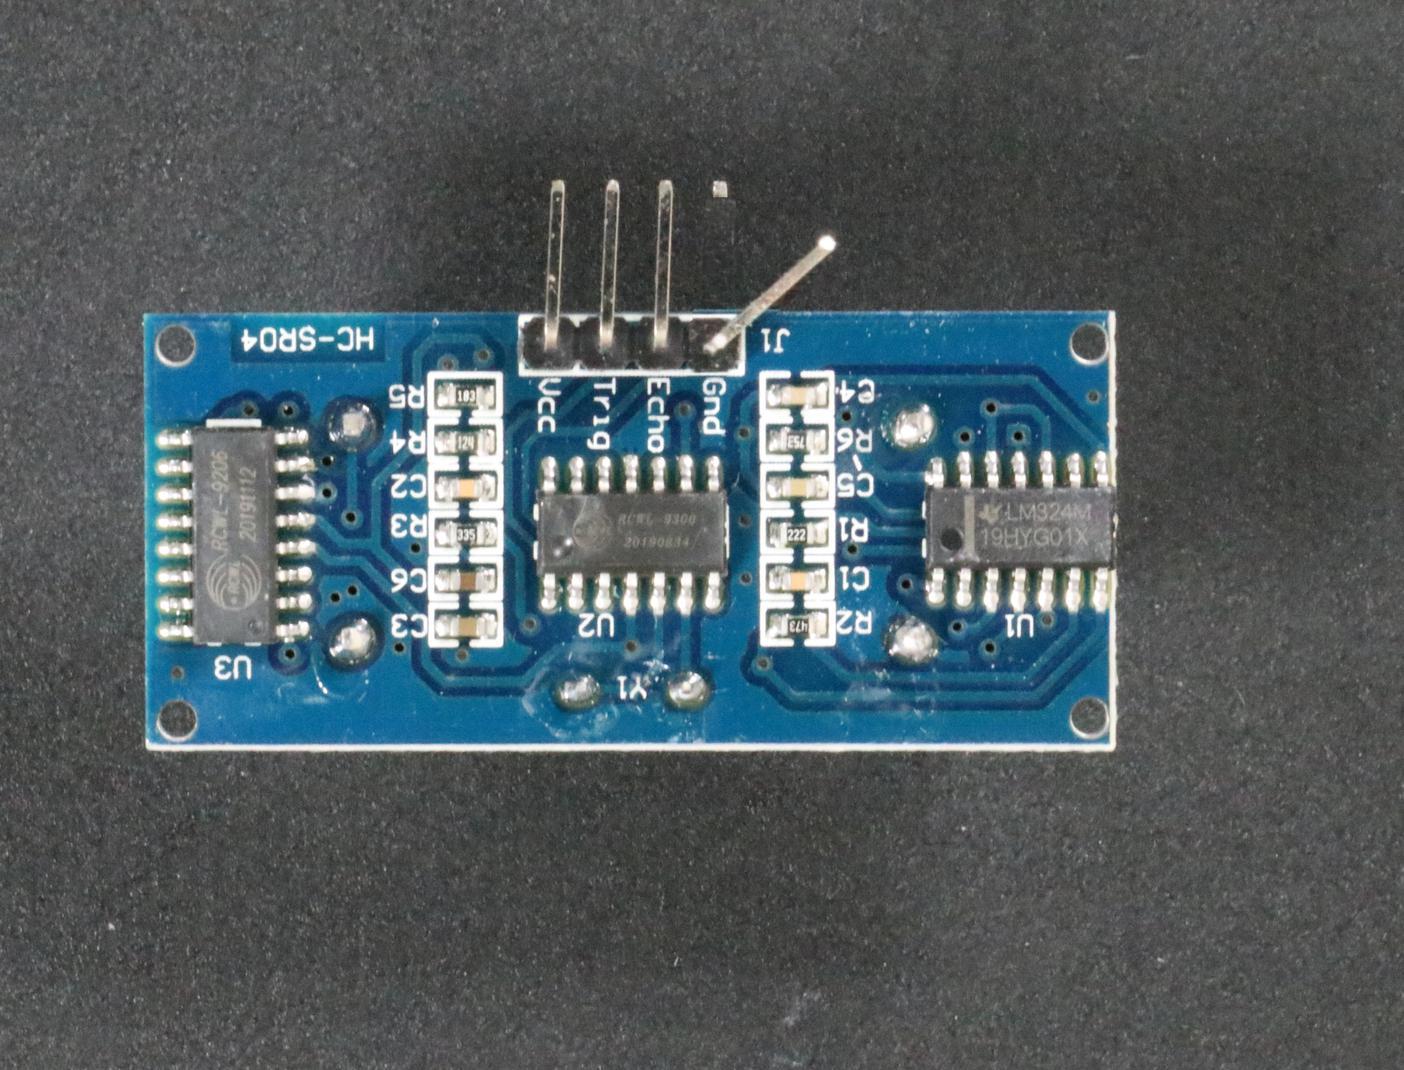 HC-SR04
J1
Vcc
Trig
Echo
Gnd
R5
183
R4
124
C2
R3
335
C6
C3
C4
R6
753
C5
R1
222
C1
R2
473
RCWL-9206
20191112
U3
RCWL-9300
20190834
U2
LM324M
19HYG01X
U1
Y1